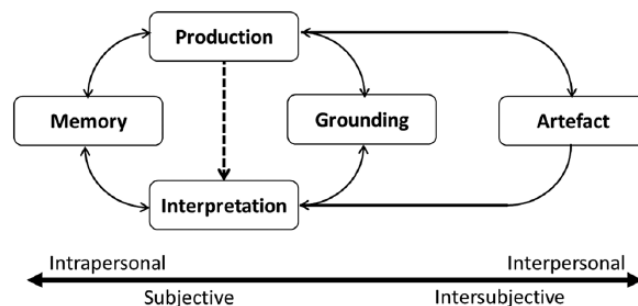 Production
Memory
Grounding
Artefact
Interpretation
Intrapersonal
Interpersonal
Subjective
Intersubjective